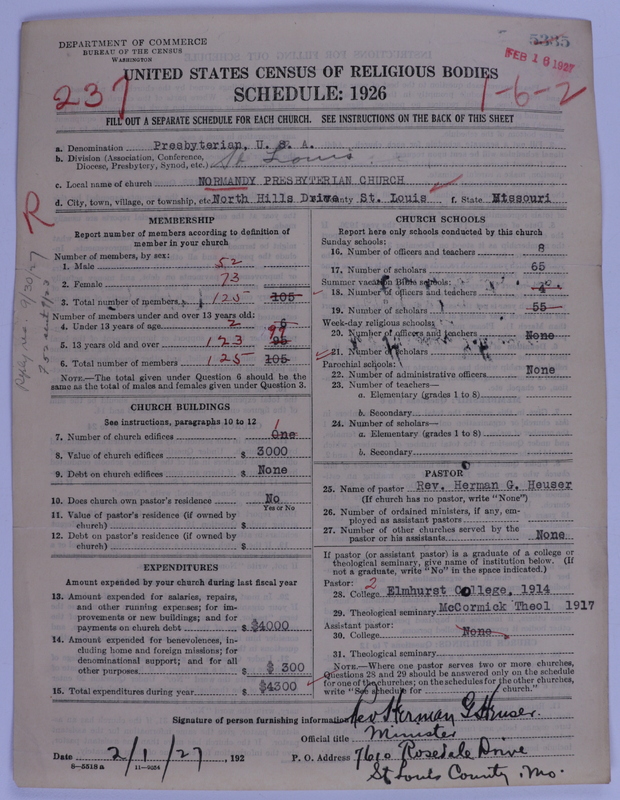 DEPARTMENT OF COMMERCE
BUREAU OF THE CENSUS
WASHINGTON
5385
FEB 16 1927
UNITED STATES CENSUS OF RELIGIOUS BODIES
SCHEDULE: 1926
237
1-6-2
FILL OUT A SEPARATE SCHEDULE FOR EACH CHURCH. SEE INSTRUCTIONS ON THE BACK OF THIS SHEET
a. Denomination Presbyterian, U. S. A.
b. Division (Association, Conference, Diocese, Presbytery, Synod, etc.) St Louis
c. Local name of church NORMANDY PRESBYTERIAN CHURCH
d. City, town, village, or township, etc. North Hills Drive County St. Louis f. State Missouri
R
MEMBERSHIP
Report number of members according to definition of
member in your church
Number of members, by sex:
1. Male 52
2. Female 73
3. Total number of members 125 105
Number of members under and over 13 years old:
4. Under 13 years of age 2 6
5. 13 years old and over 123 99 95
6. Total number of members 125 105
NOTE.—The total given under Question 6 should be
same as the total of males and females given under Question 3.
CHURCH BUILDINGS
See instructions, paragraphs 10 to 12
7. Number of church edifices 1 One
8. Value of church edifices $ 3000
9. Debt on church edifices $ None
10. Does church own pastor's residence No
Yes or No
11. Value of pastor's residence (if owned by
church) $
12. Debt on pastor's residence (if owned by
church) $
EXPENDITURES
Amount expended by your church during last fiscal year
13. Amount expended for salaries, repairs,
and other running expenses; for im-
provements or new buildings; and for
payments on church debt $ $4000
14. Amount expended for benevolences, in-
cluding home and foreign missions; for
denominational support; and for all
other purposes $ $ 300
15. Total expenditures during year $ $4300
CHURCH SCHOOLS
Report here only schools conducted by this church
Sunday schools:
16. Number of officers and teachers 8
17. Number of scholars 65
Summer vacation Bible schools:
18. Number of officers and teachers 4
19. Number of scholars 55
Week-day religious schools:
20. Number of officers and teachers None
21. Number of scholars
Parochial schools:
22. Number of administrative officers None
23. Number of teachers—
a. Elementary (grades 1 to 8)
b. Secondary
24. Number of scholars—
a. Elementary (grades 1 to 8)
b. Secondary
PASTOR
25. Name of pastor Rev. Herman G. Heuser
(If church has no pastor, write "None")
26. Number of ordained ministers, if any, em-
ployed as assistant pastors
27. Number of other churches served by the
pastor or his assistants None
If pastor (or assistant pastor) is a graduate of a college or
theological seminary, give name of institution below. (If
not a graduate, write "No" in the space indicated.)
Pastor: 2
28. College Elmhurst College, 1914
29. Theological seminary McCormick Theol 1917
Assistant pastor:
30. College None
31. Theological seminary
NOTE.—Where one pastor serves two or more churches,
Questions 28 and 29 should be answered only on the schedule
for one of the churches; on the schedules for the other churches,
write "See schedule for church."
Signature of person furnishing information Rev Herman G Heuser.
Official title Minister
Date 2/1/27, 192 P. O. Address 7610 Rosedale Drive
St Louis County, Mo.
8—5518 a 11—9054